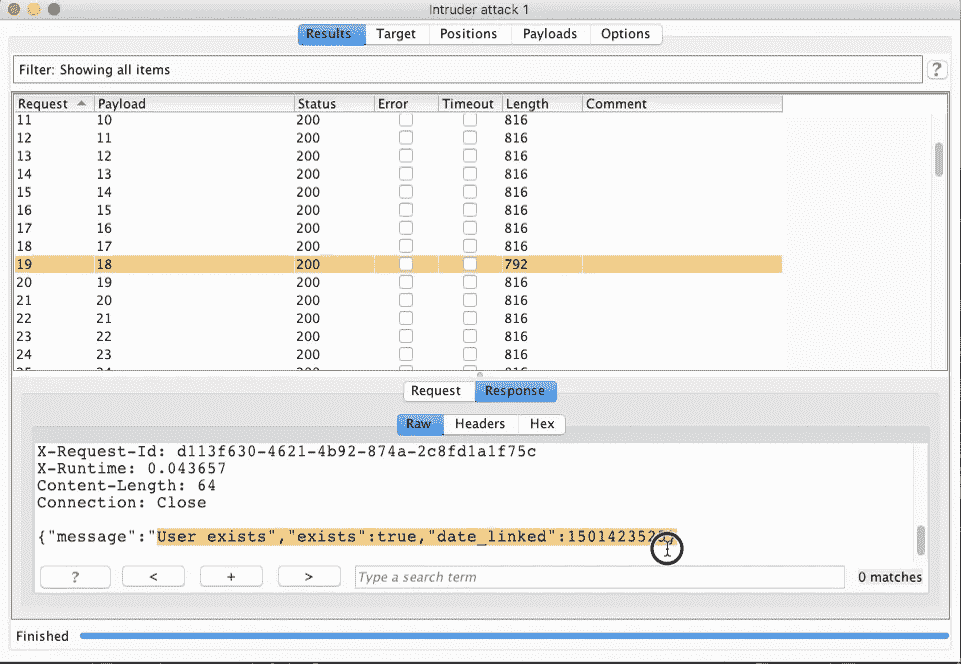 Intruder attack 1
Results Target Positions Payloads Options
Filter: Showing all items ?
Request Payload Status Error Timeout Length Comment
11 10 200 816
12 11 200 816
13 12 200 816
14 13 200 816
15 14 200 816
16 15 200 816
17 16 200 816
18 17 200 816
19 18 200 792
20 19 200 816
21 20 200 816
22 21 200 816
23 22 200 816
24 23 200 816
Request Response
Raw Headers Hex
X-Request-Id: d113f630-4621-4b92-874a-2c8fd1a1f75c
X-Runtime: 0.043657
Content-Length: 64
Connection: Close
{"message":"User exists","exists":true,"date_linked":150142352
? < + > Type a search term 0 matches
Finished